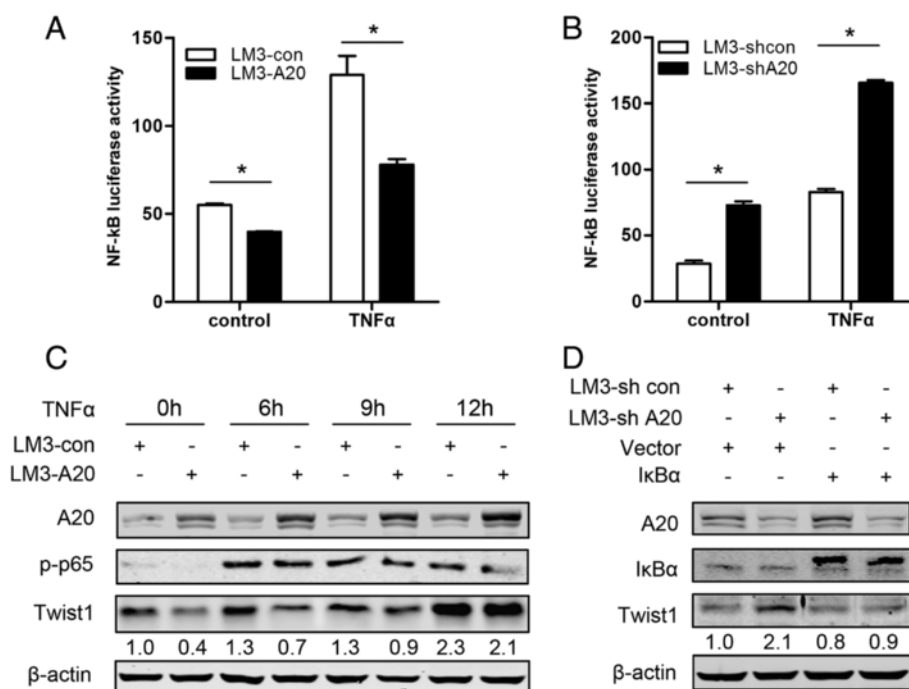 A
NF-kB luciferase activity
150
100
50
0
LM3-con
LM3-A20
*
*
control
TNFα
B
NF-kB luciferase activity
200
150
100
50
0
LM3-shcon
LM3-shA20
*
*
control
TNFα
C
TNFα 0h 6h 9h 12h
LM3-con + - + - + - + -
LM3-A20 - + - + - + - +
A20
p-p65
Twist1
1.0 0.4 1.3 0.7 1.3 0.9 2.3 2.1
β-actin
D
LM3-sh con + - + -
LM3-sh A20 - + - +
Vector + + - -
IκBα - - + +
A20
IκBα
Twist1
1.0 2.1 0.8 0.9
β-actin